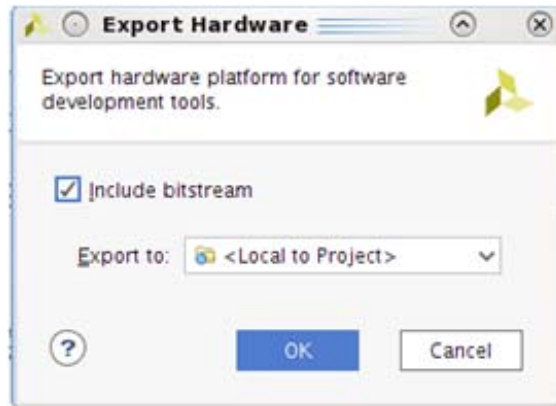 Export Hardware
Export hardware platform for software
development tools.
Include bitstream
Export to: <Local to Project>
?
OK
Cancel